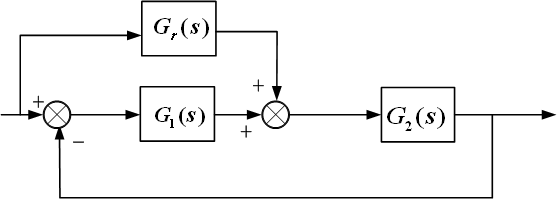 G_r(s)
+
+ G_1(s) + G_2(s)
−